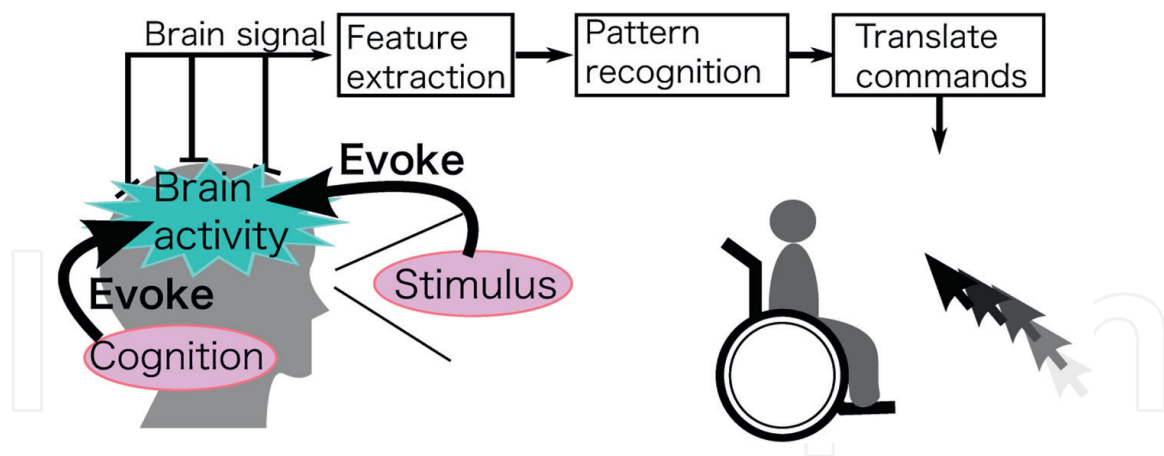 Brain signal
Feature
extraction
Pattern
recognition
Translate
commands
Evoke
Brain
activity
Stimulus
Evoke
Cognition